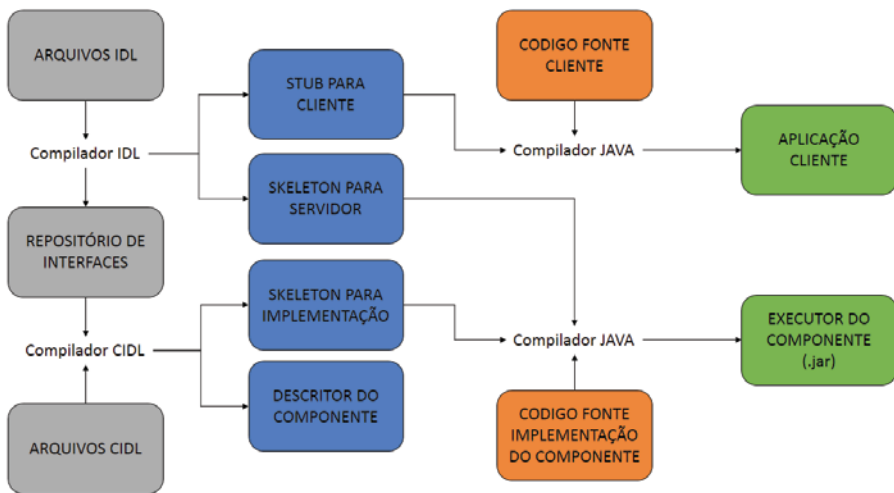 ARQUIVOS IDL
Compilador IDL
REPOSITÓRIO DE
INTERFACES
Compilador CIDL
ARQUIVOS CIDL
STUB PARA
CLIENTE
SKELETON PARA
SERVIDOR
SKELETON PARA
IMPLEMENTAÇÃO
DESCRITOR DO
COMPONENTE
CODIGO FONTE
CLIENTE
Compilador JAVA
Compilador JAVA
CODIGO FONTE
IMPLEMENTAÇÃO
DO COMPONENTE
APLICAÇÃO
CLIENTE
EXECUTOR DO
COMPONENTE
(.jar)